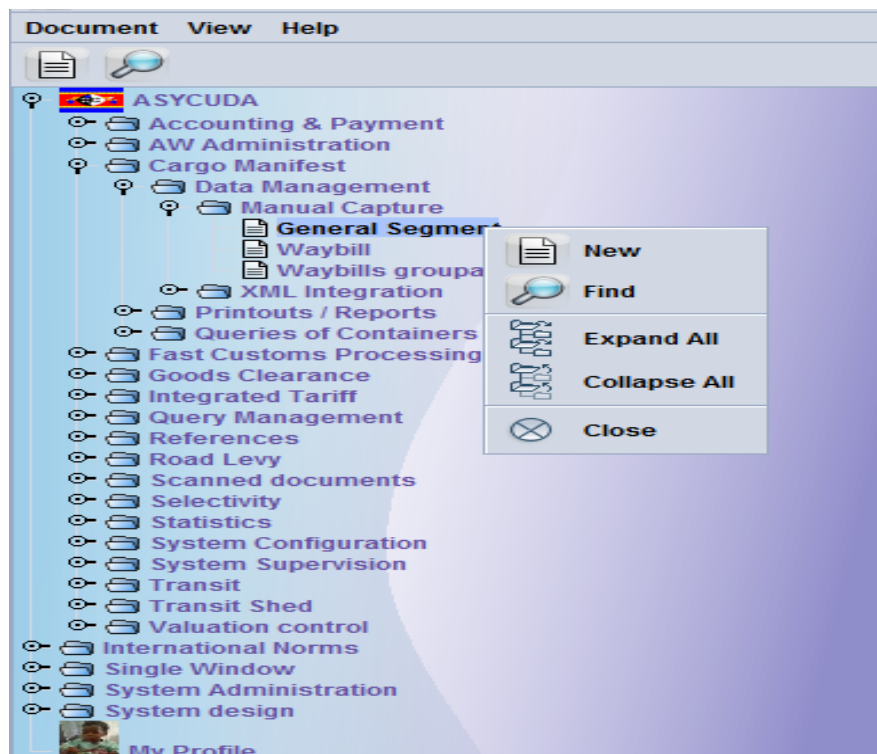 Document View Help
ASYCUDA
Accounting & Payment
AW Administration
Cargo Manifest
Data Management
Manual Capture
General Segment
Waybill
Waybills groupa
XML Integration
Printouts / Reports
Queries of Containers
Fast Customs Processing
Goods Clearance
Integrated Tariff
Query Management
References
Road Levy
Scanned documents
Selectivity
Statistics
System Configuration
System Supervision
Transit
Transit Shed
Valuation control
International Norms
Single Window
System Administration
System design
My Profile
New
Find
Expand All
Collapse All
Close